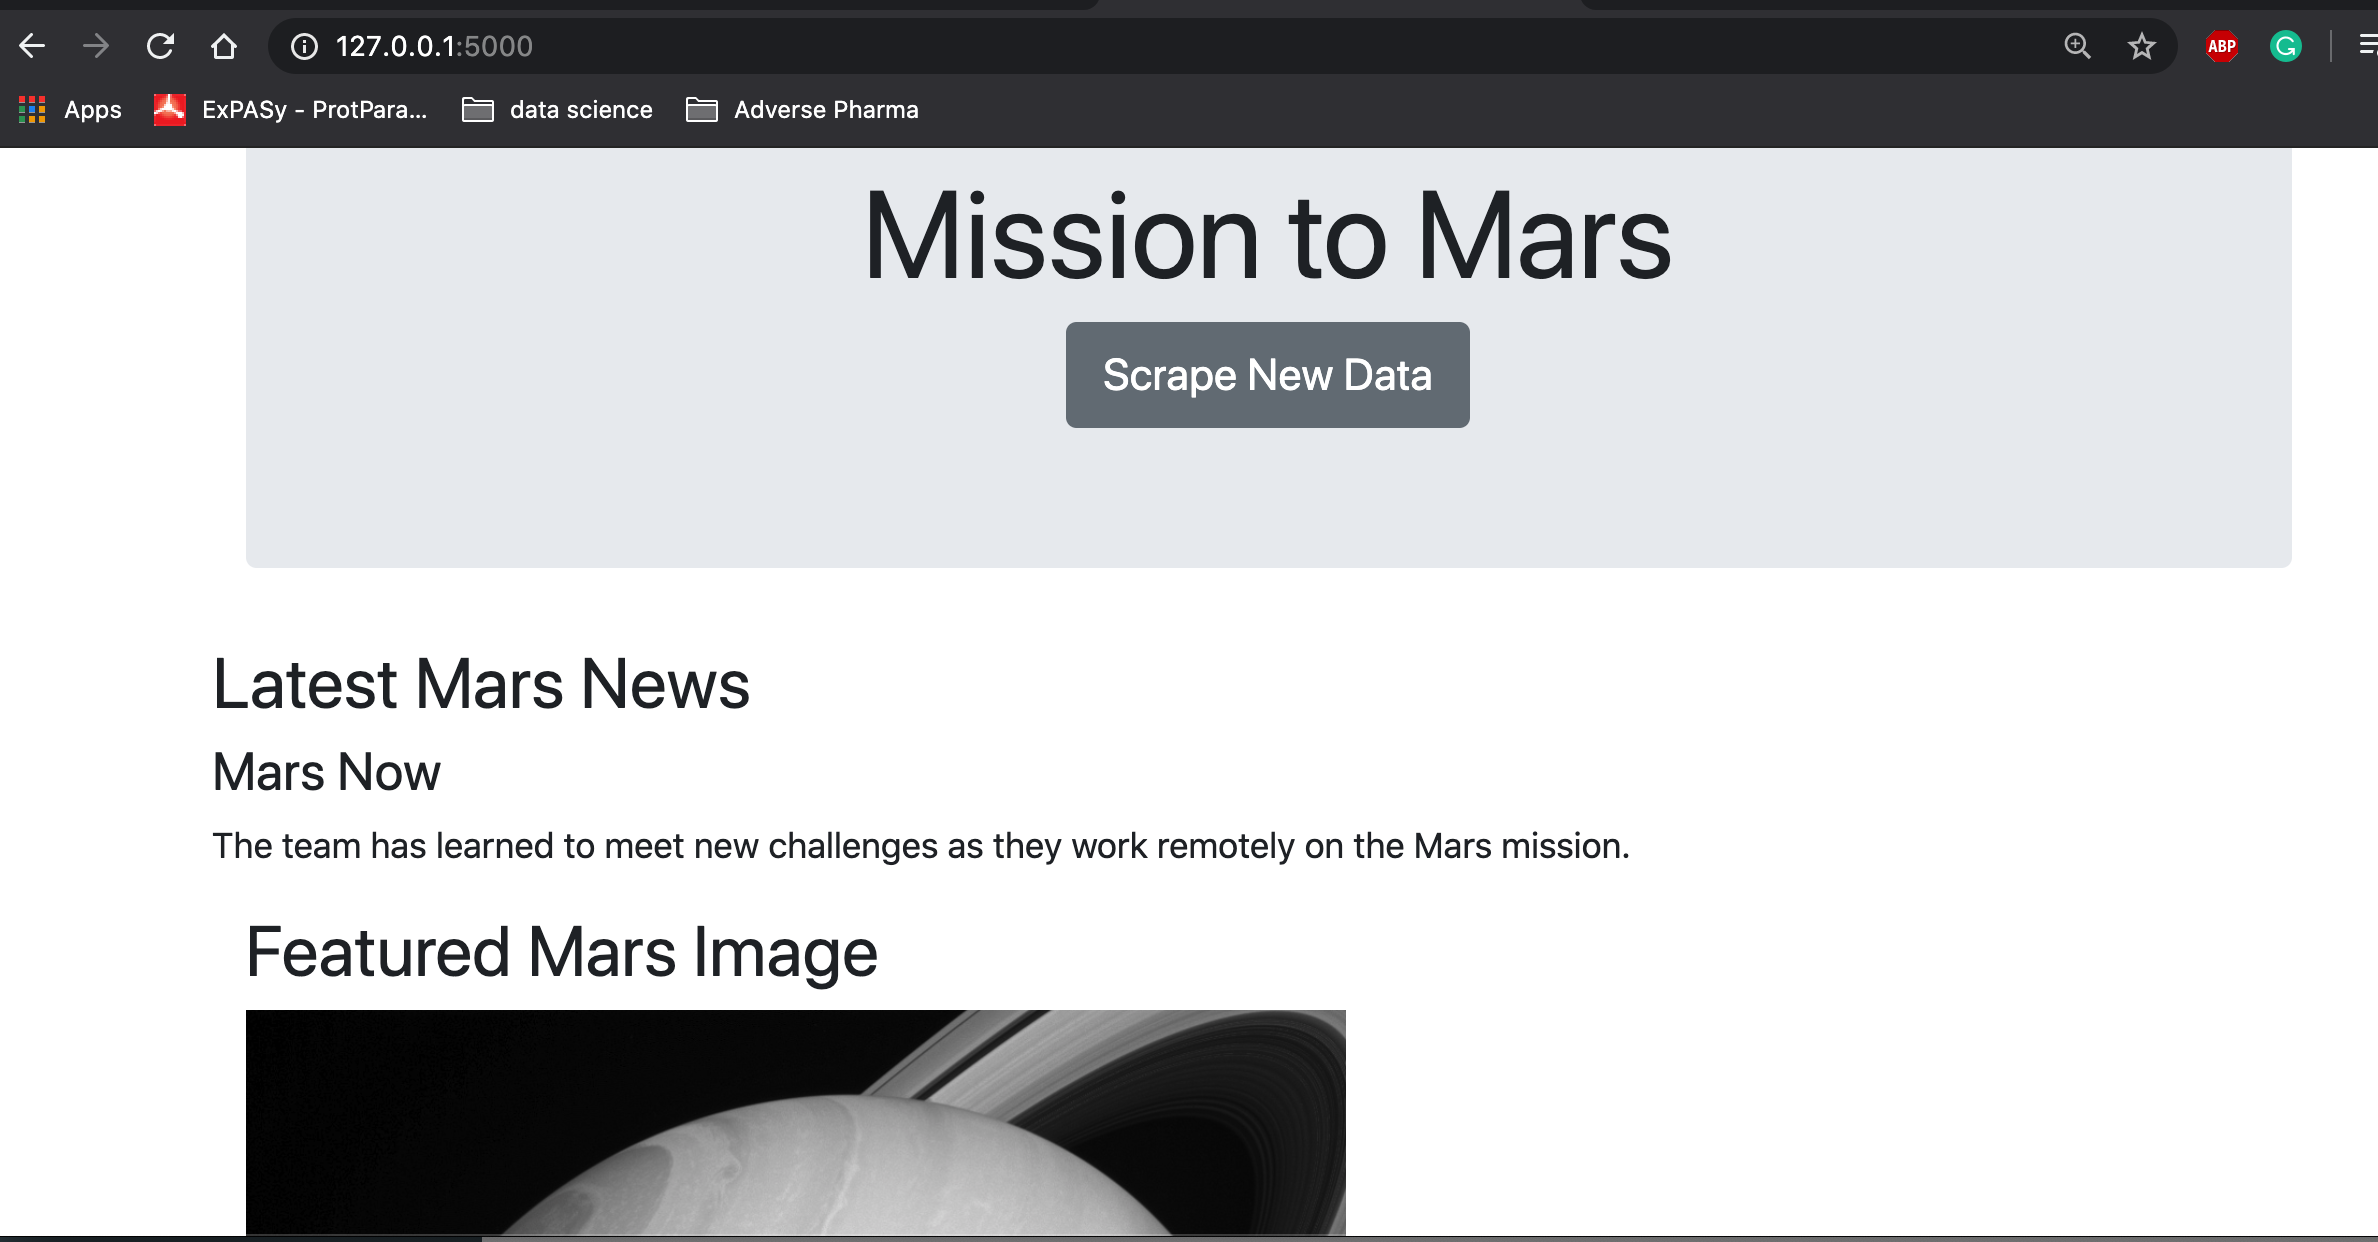 127.0.0.1:5000
ABP
Apps ExPASy - ProtPara... data science Adverse Pharma
Mission to Mars
Scrape New Data
Latest Mars News
Mars Now
The team has learned to meet new challenges as they work remotely on the Mars mission.
Featured Mars Image